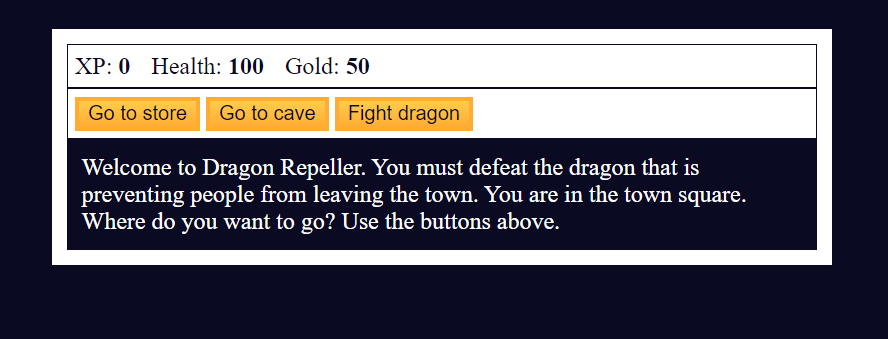 XP: 0 Health: 100 Gold: 50
Go to store Go to cave Fight dragon
Welcome to Dragon Repeller. You must defeat the dragon that is
preventing people from leaving the town. You are in the town square.
Where do you want to go? Use the buttons above.